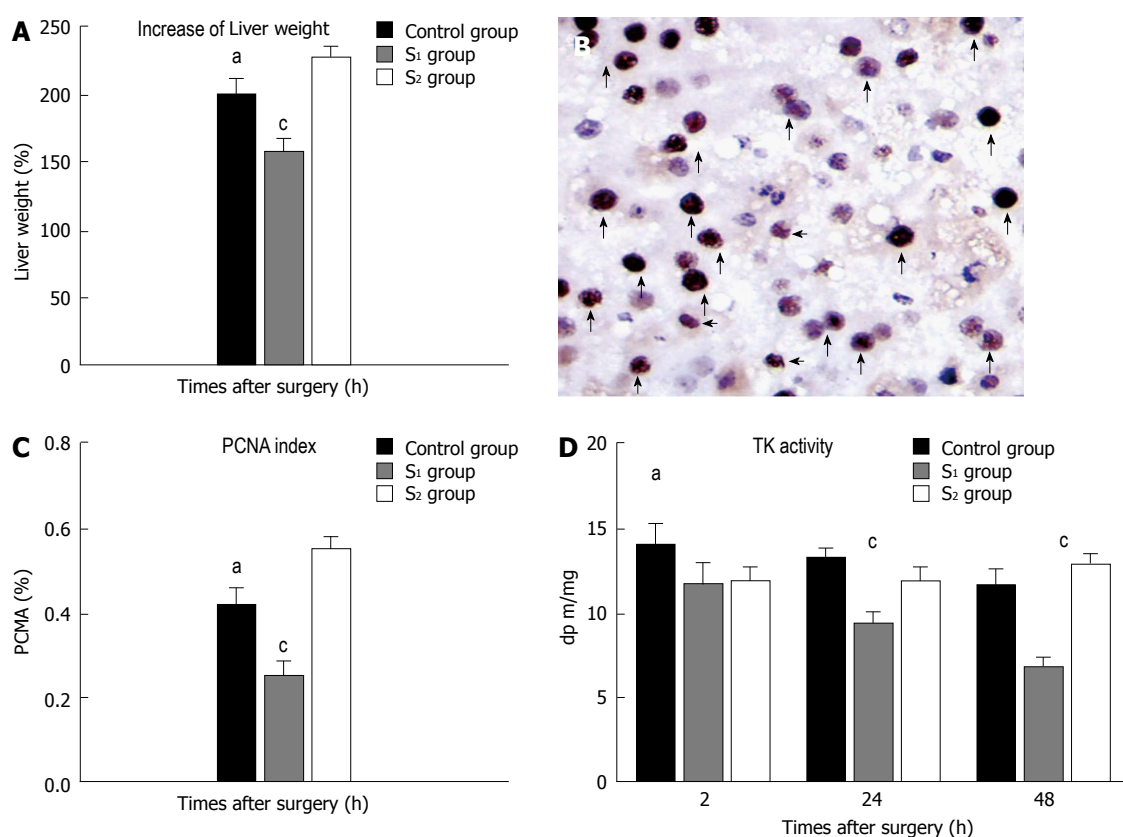 A
Increase of Liver weight
Control group
S1 group
S2 group
Liver weight (%)
250
200
150
100
50
0
a
c
Times after surgery (h)
B
C
PCNA index
Control group
S1 group
S2 group
PCMA (%)
0.8
0.6
0.4
0.2
0.0
a
c
Times after surgery (h)
D
TK activity
Control group
S1 group
S2 group
dp m/mg
20
15
10
5
0
a
c
c
2 24 48
Times after surgery (h)